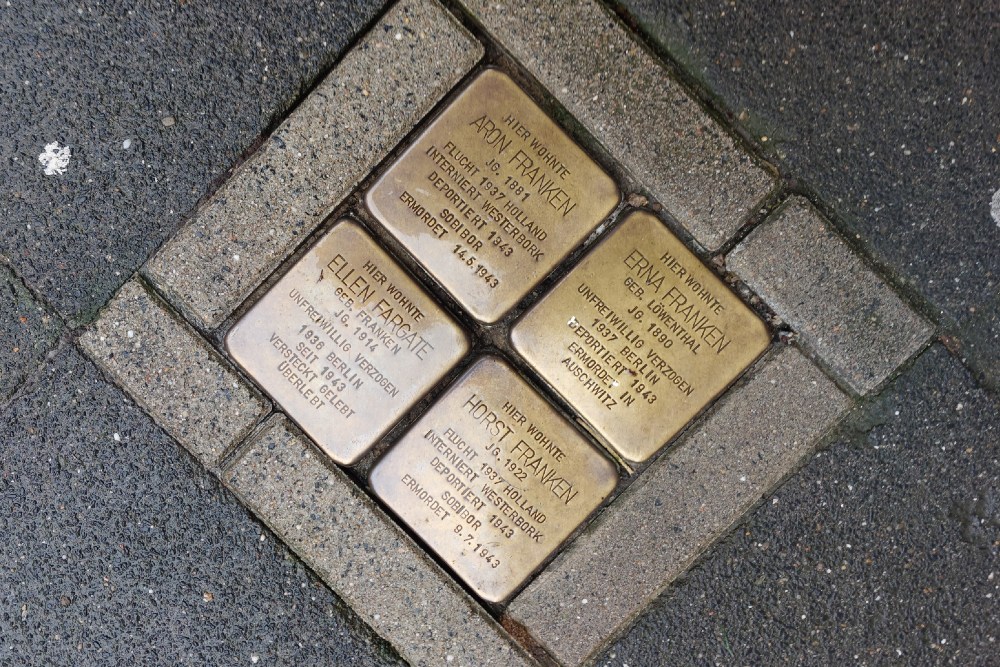 HIER WOHNTE
ARON FRANKEN
JG. 1881
FLUCHT 1937 HOLLAND
INTERNIERT WESTERBORK
DEPORTIERT 1943
SOBIBOR
ERMORDET 14.5.1943
HIER WOHNTE
ERNA FRANKEN
GEB. LÖWENTHAL
JG. 1890
UNFREIWILLIG VERZOGEN
1937 BERLIN
DEPORTIERT 1943
ERMORDET IN
AUSCHWITZ
HIER WOHNTE
ELLEN FARGATE
GEB. FRANKEN
JG. 1914
UNFREIWILLIG VERZOGEN
1936 BERLIN
SEIT 1943
VERSTECKT GELEBT
ÜBERLEBT
HIER WOHNTE
HORST FRANKEN
JG. 1922
FLUCHT 1937 HOLLAND
INTERNIERT WESTERBORK
DEPORTIERT 1943
SOBIBOR
ERMORDET 9.7.1943